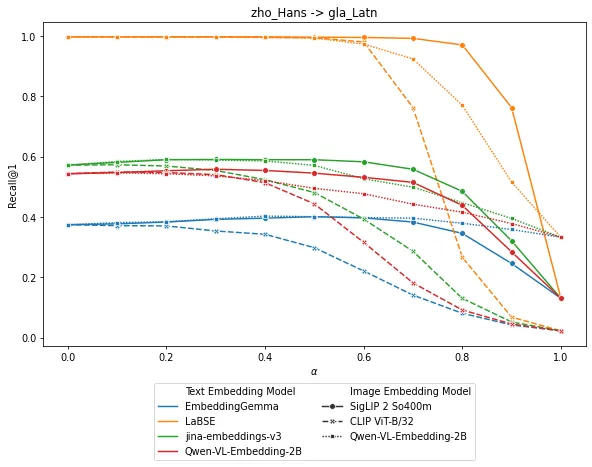 zho_Hans -> gla_Latn
Recall@1
1.0
0.8
0.6
0.4
0.2
0.0
0.0 0.2 0.4 0.6 0.8 1.0
α
Text Embedding Model
EmbeddingGemma
LaBSE
jina-embeddings-v3
Qwen-VL-Embedding-2B
Image Embedding Model
SigLIP 2 So400m
CLIP ViT-B/32
Qwen-VL-Embedding-2B